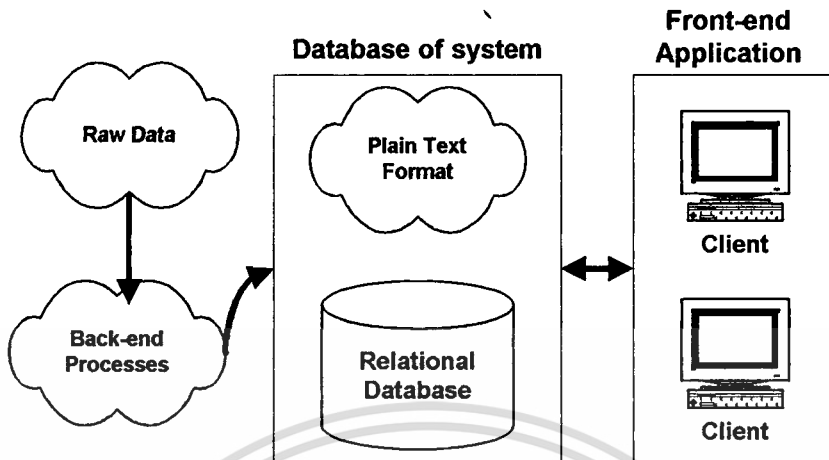 Front-end
Application
Database of system
Raw Data
Plain Text
Format
Client
Back-end
Processes
Relational
Database
Client